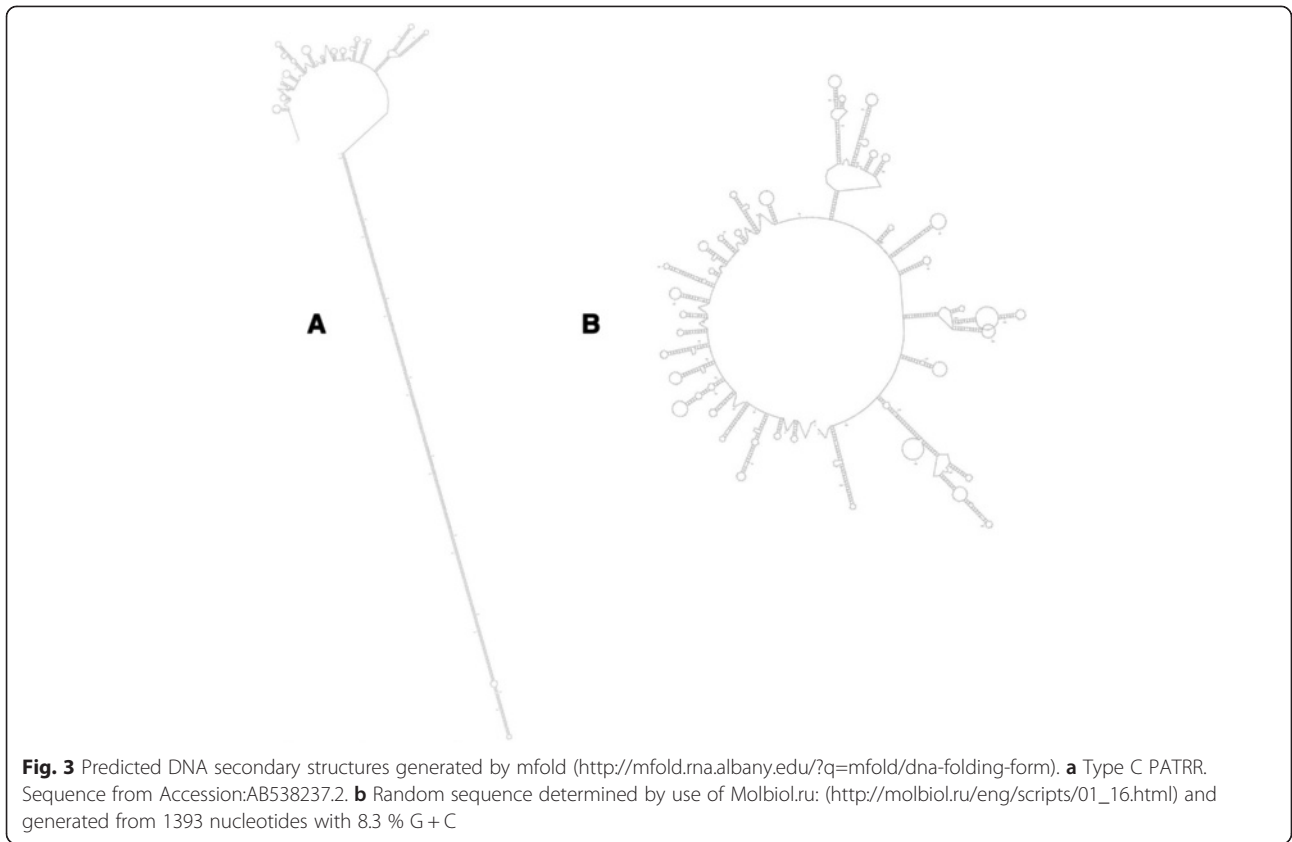 A
B
Fig. 3 Predicted DNA secondary structures generated by mfold (http://mfold.rna.albany.edu/?q=mfold/dna-folding-form). a Type C PATRR.
Sequence from Accession:AB538237.2. b Random sequence determined by use of Molbiol.ru: (http://molbiol.ru/eng/scripts/01_16.html) and
generated from 1393 nucleotides with 8.3 % G + C